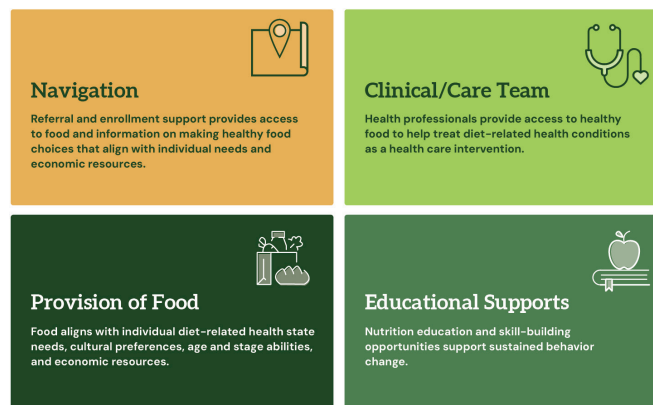 Navigation
Referral and enrollment support provides access
to food and information on making healthy food
choices that align with individual needs and
economic resources.
Clinical/Care Team
Health professionals provide access to healthy
food to help treat diet-related health conditions
as a health care intervention.
Provision of Food
Food aligns with individual diet-related health state
needs, cultural preferences, age and stage abilities,
and economic resources.
Educational Supports
Nutrition education and skill-building
opportunities support sustained behavior
change.